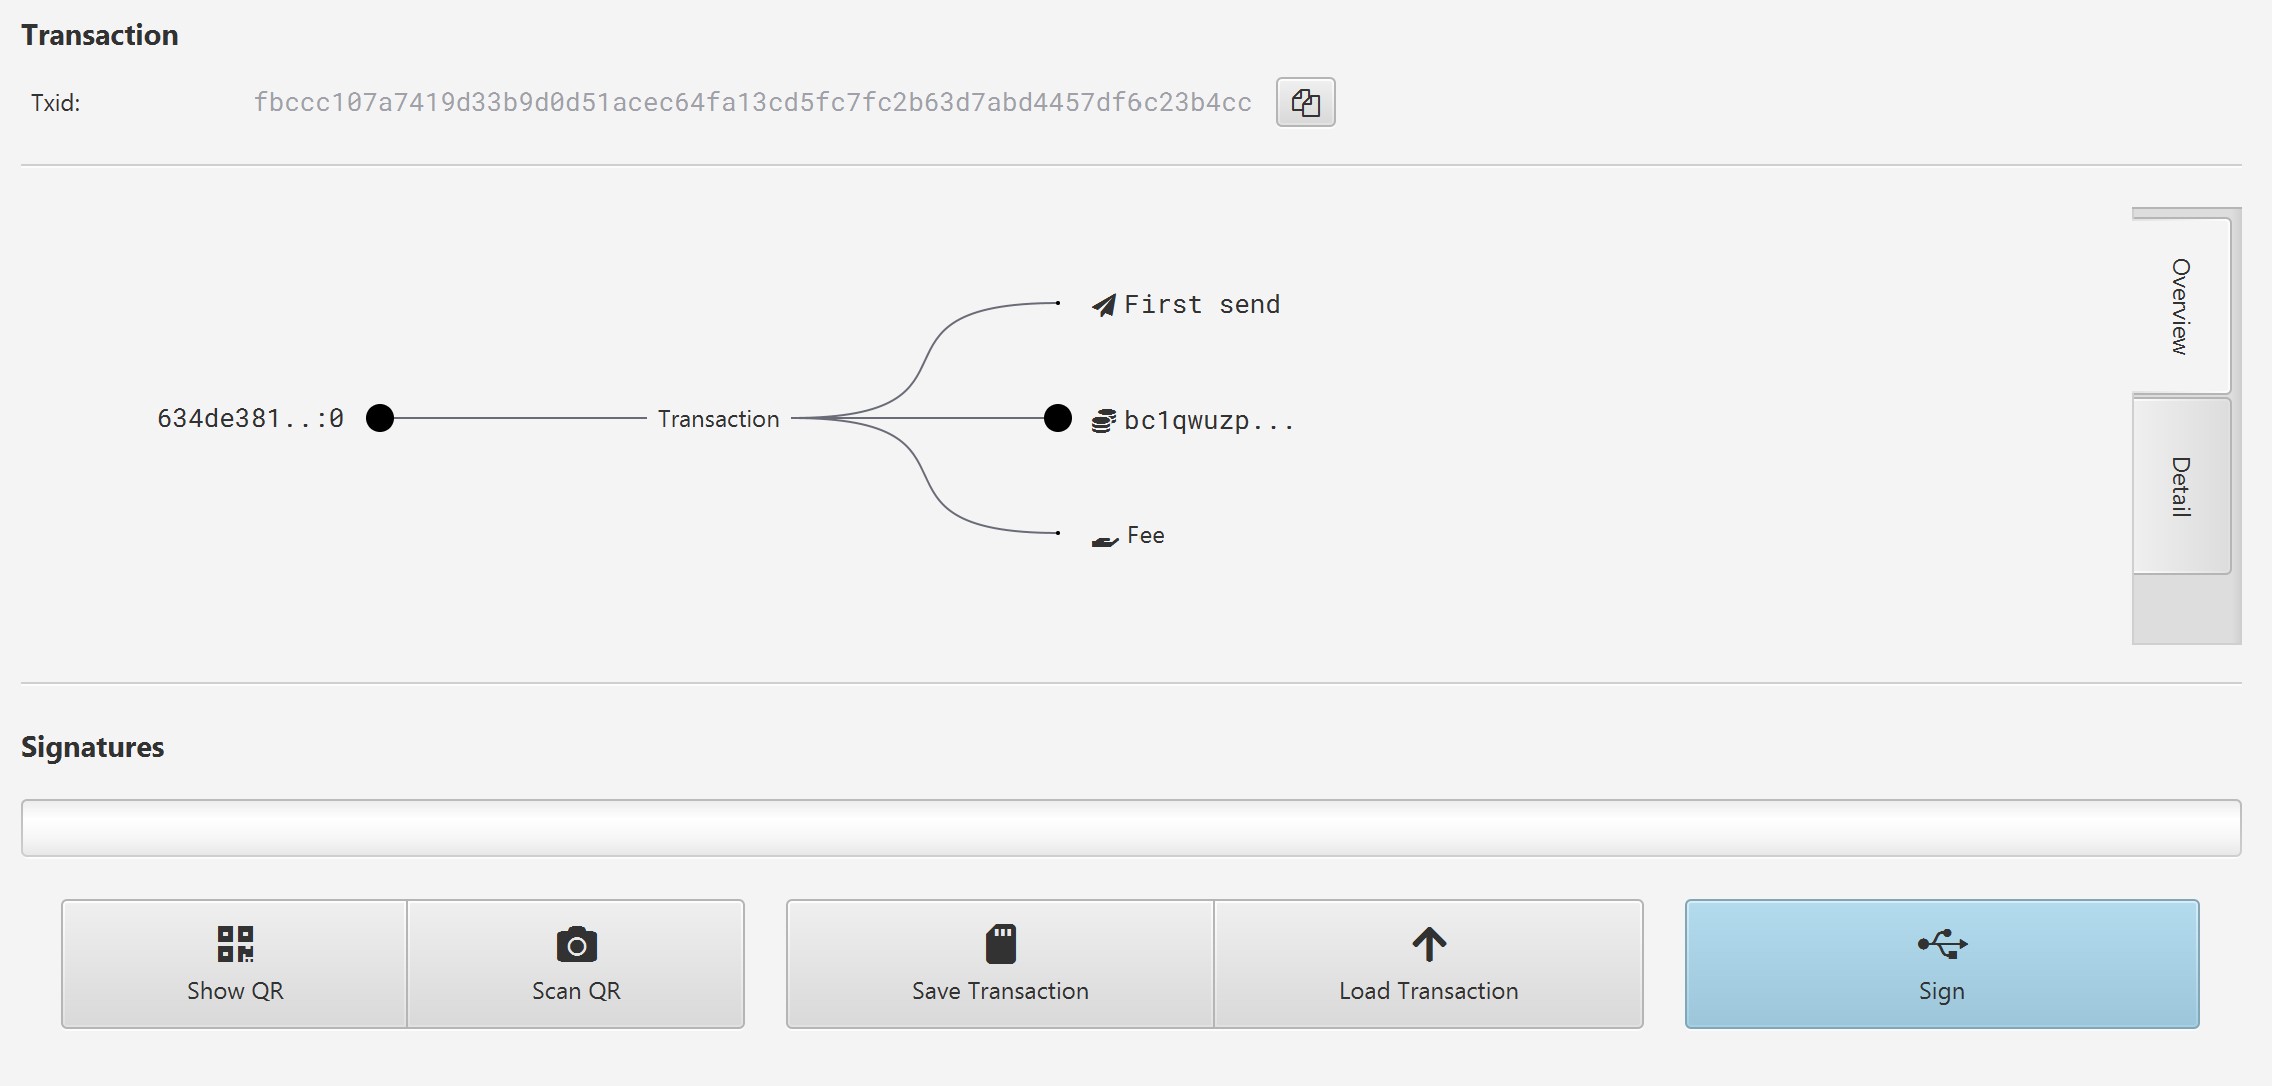 Transaction
Txid: fbccc107a7419d33b9d0d51acec64fa13cd5fc7fc2b63d7abd4457df6c23b4cc
Overview
Detail
First send
634de381..:0
Transaction
bc1qwuzp...
Fee
Signatures
Show QR
Scan QR
Save Transaction
Load Transaction
Sign